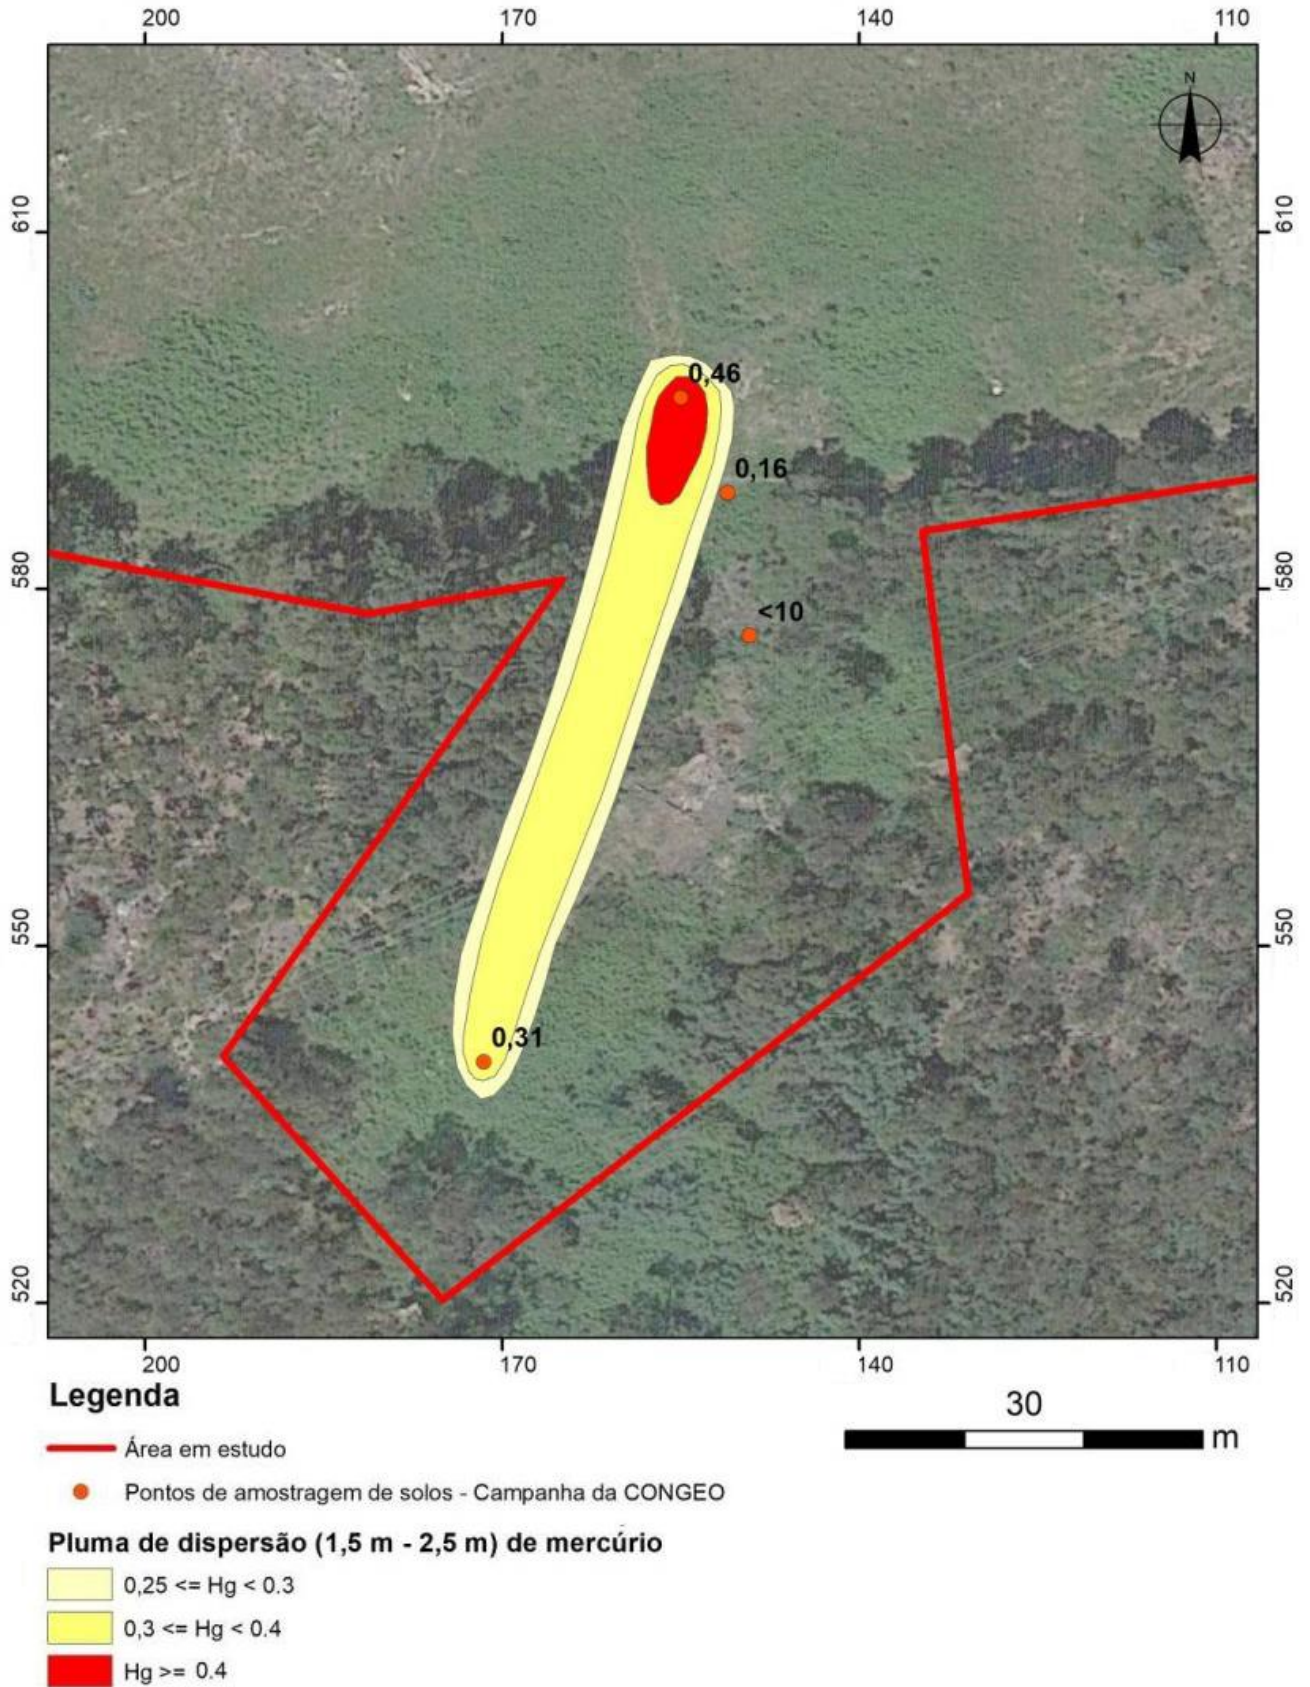 200 170 140 110
N
610 610
0,46
0,16
580 580
<10
550 550
0,31
520 520
200 170 140 110
Legenda
30
m
Área em estudo
Pontos de amostragem de solos - Campanha da CONGEO
Pluma de dispersão (1,5 m - 2,5 m) de mercúrio
0,25 <= Hg < 0.3
0,3 <= Hg < 0.4
Hg >= 0.4